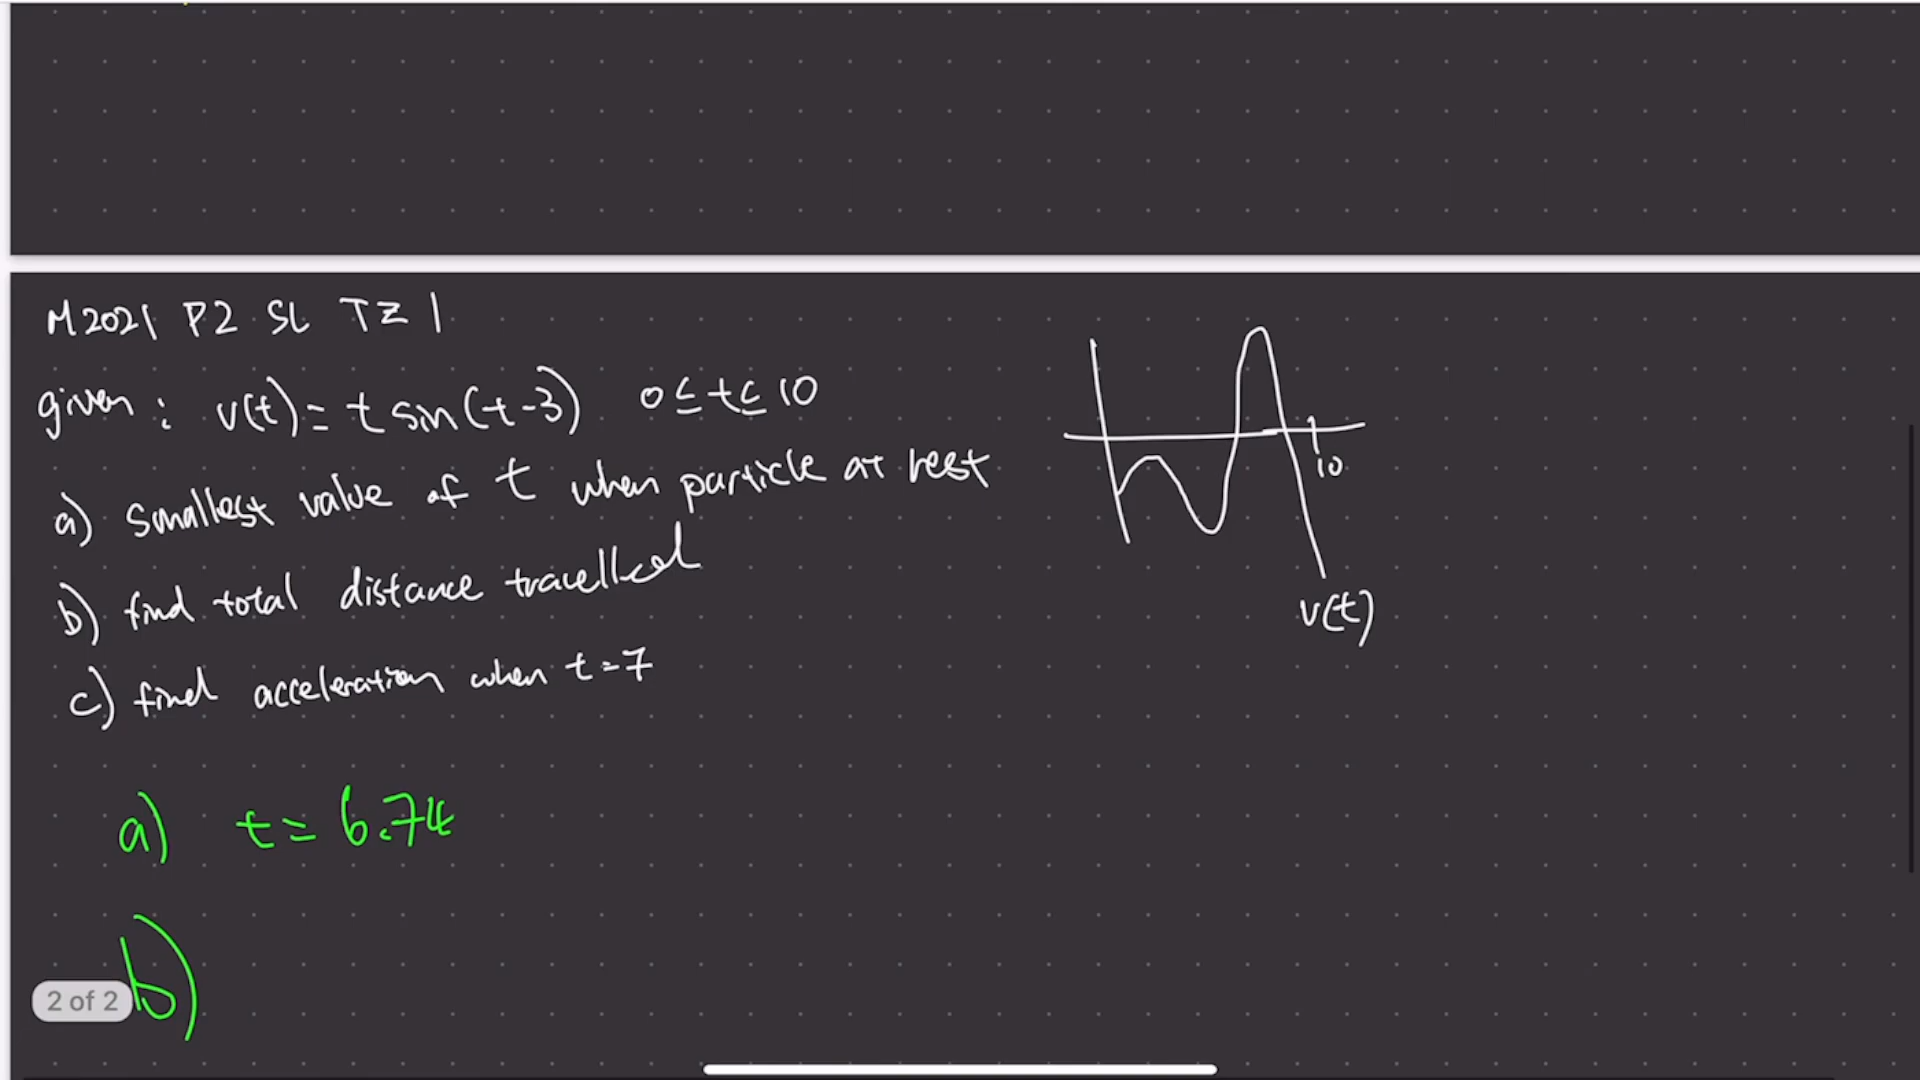 M2021 P2 SL TZ 1
given : v(t) = t sin(t-3) 0 ≤ t ≤ 10
a) smallest value of t when particle at rest
b) find total distance travelled
c) find acceleration when t=7
10
v(t)
a) t = 6.74
b)
2 of 2